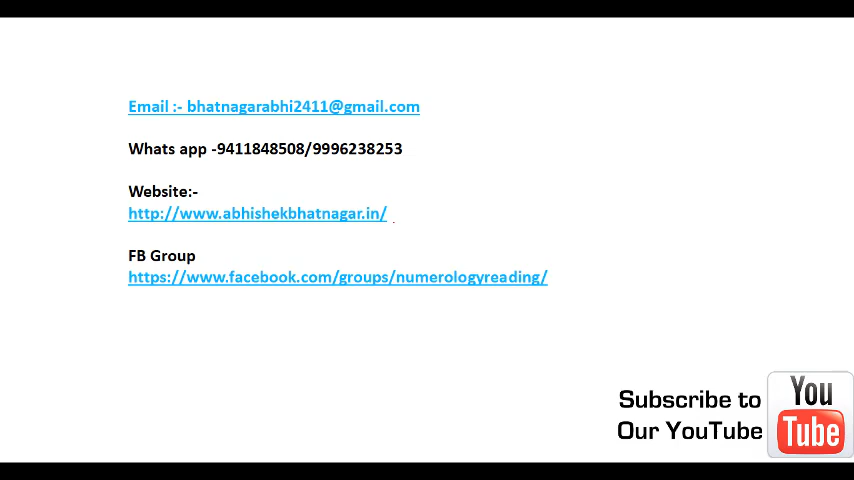 Email :- bhatnagarabhi2411@gmail.com
Whats app -9411848508/9996238253
Website:-
http://www.abhishekbhatnagar.in/
FB Group
https://www.facebook.com/groups/numerologyreading/
Subscribe to
Our YouTube
You
Tube